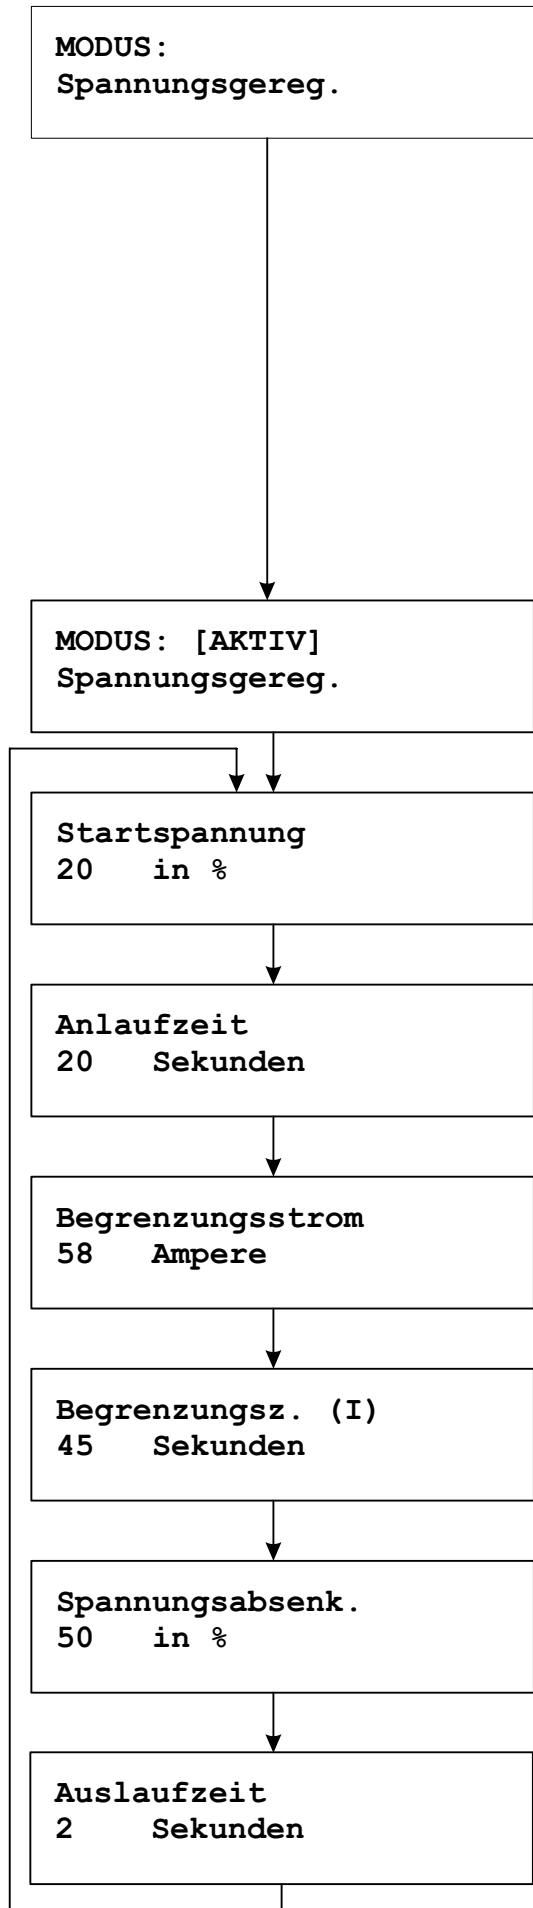 MODUS:
Spannungsgereg.
MODUS: [AKTIV]
Spannungsgereg.
Startspannung
20 in %
Anlaufzeit
20 Sekunden
Begrenzungsstrom
58 Ampere
Begrenzungsz. (I)
45 Sekunden
Spannungsabsenk.
50 in %
Auslaufzeit
2 Sekunden